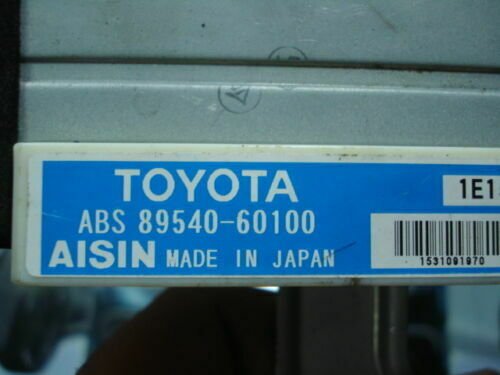 TOYOTA
ABS 89540-60100
AISIN MADE IN JAPAN
1E1
1531091970